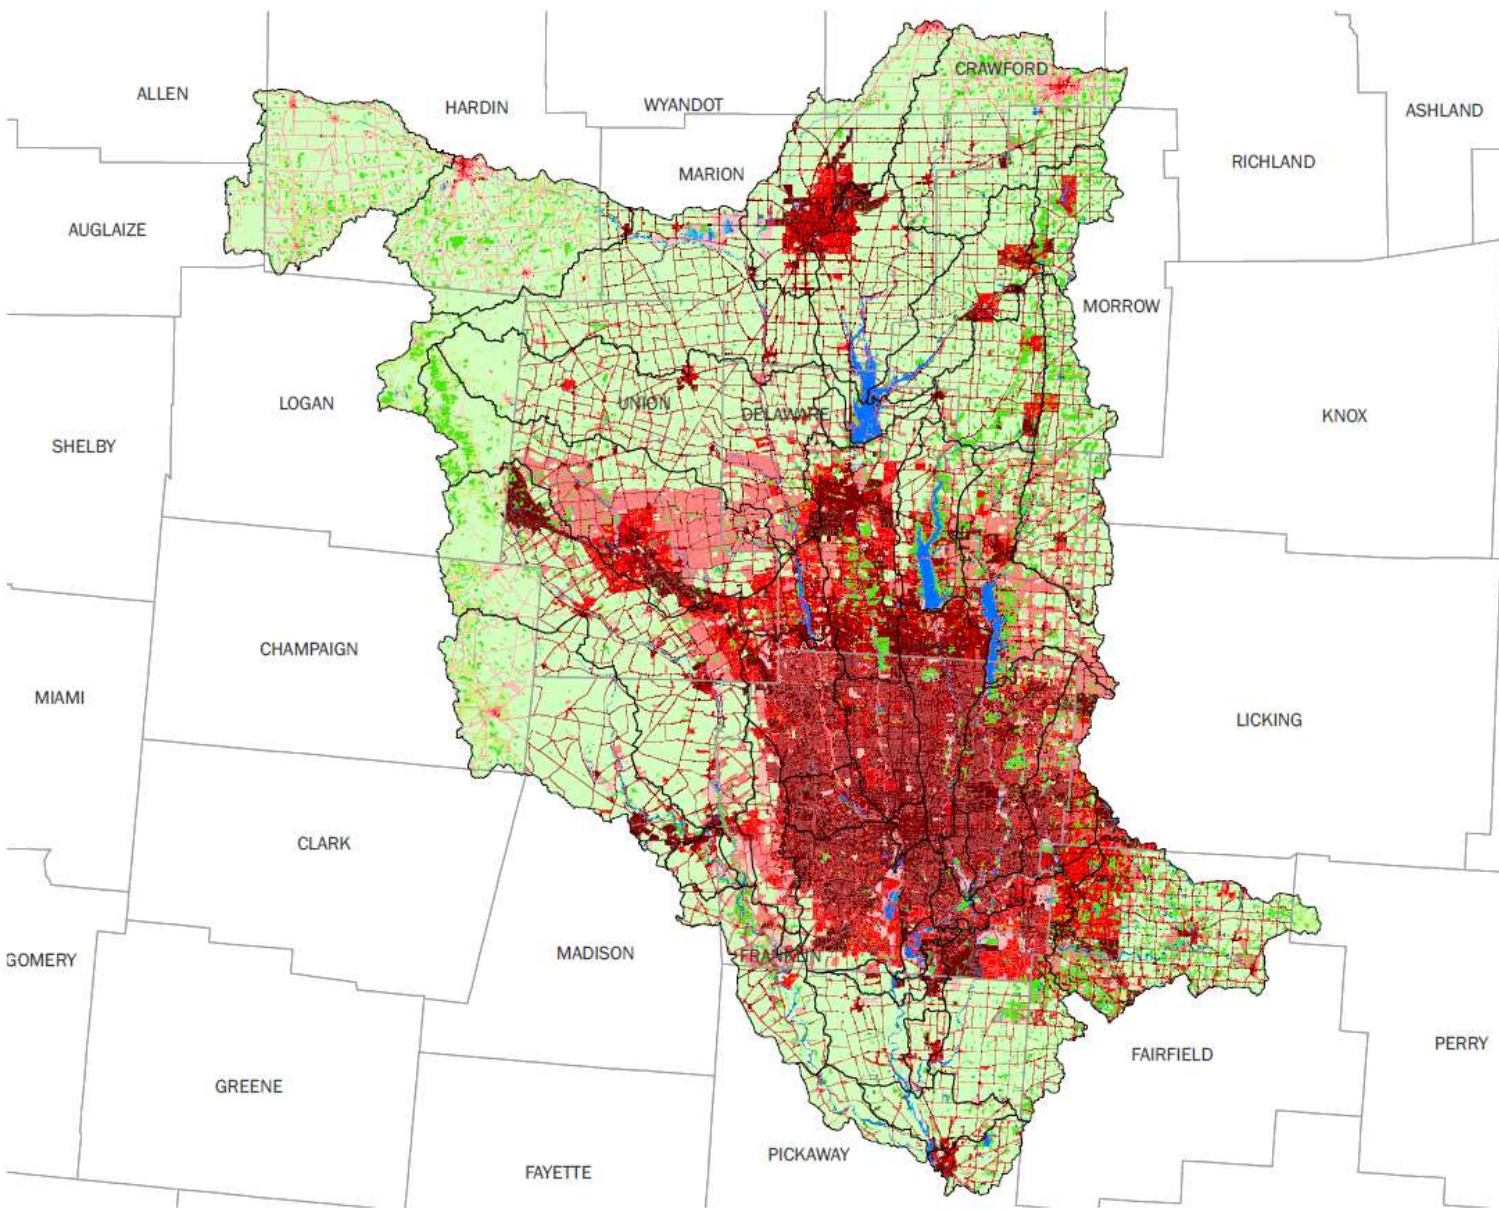 CRAWFORD
ALLEN
HARDIN
WYANDOT
ASHLAND
RICHLAND
MARION
AUGLAIZE
MORROW
LOGAN
UNION
DELAWARE
KNOX
SHELBY
CHAMPAIGN
MIAMI
LICKING
CLARK
MADISON
FRANKLIN
GOMERY
PERRY
FAIRFIELD
GREENE
PICKAWAY
FAYETTE